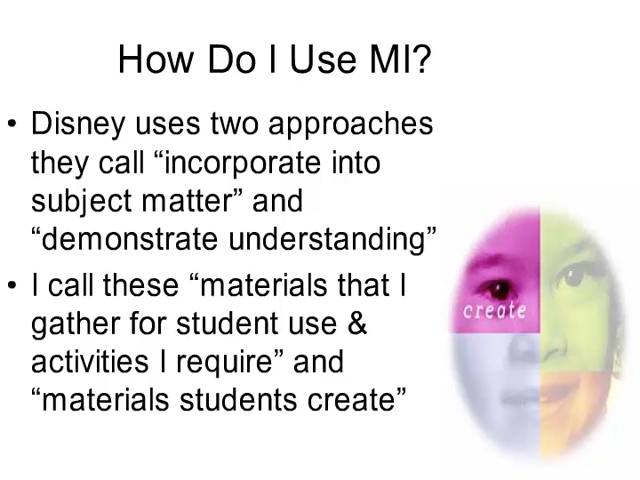 How Do I Use MI?
• Disney uses two approaches
they call “incorporate into
subject matter” and
“demonstrate understanding”
• I call these “materials that I
gather for student use &
activities I require” and
“materials students create”
create